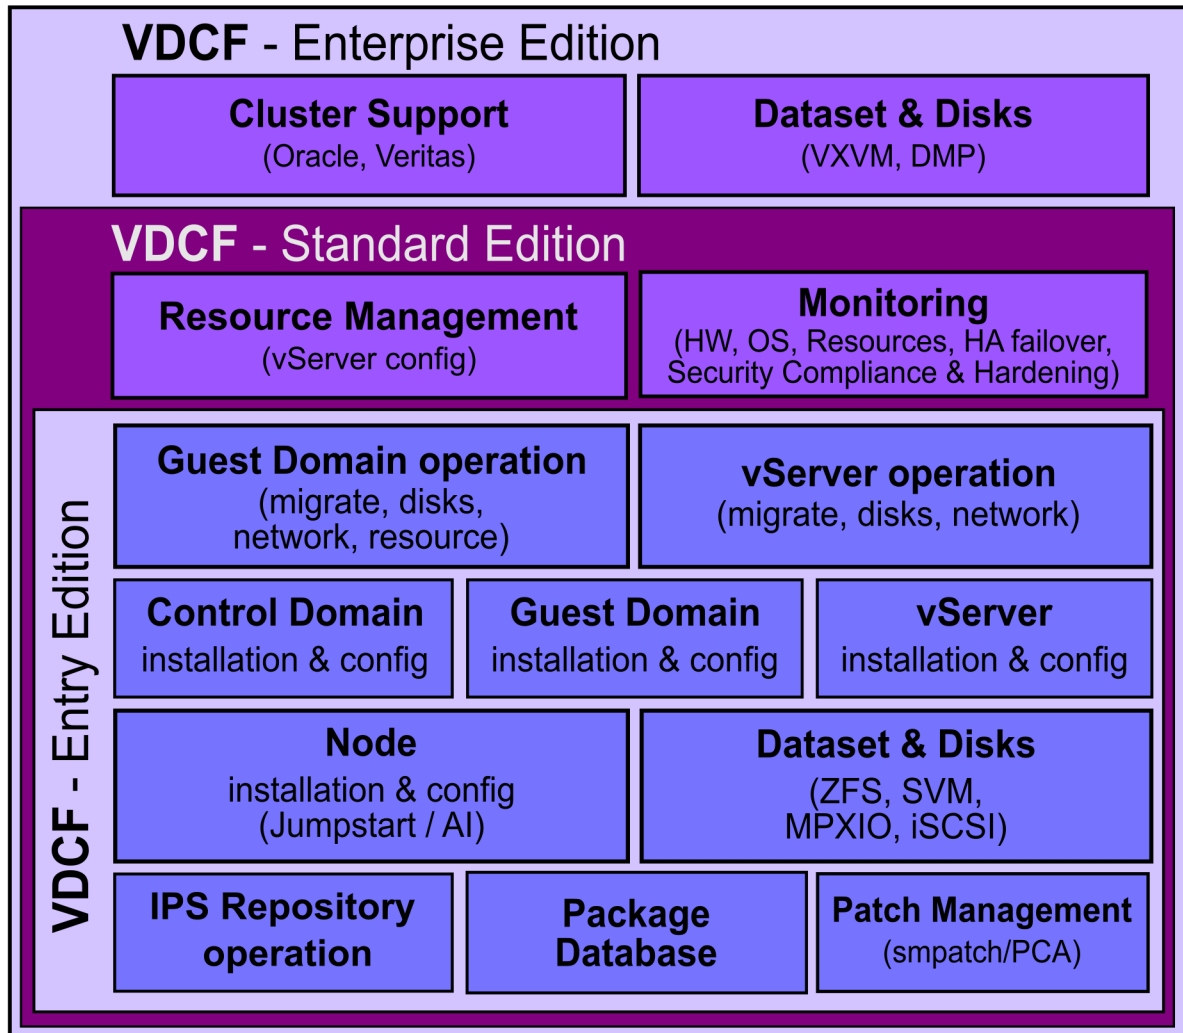 VDCF - Enterprise Edition
Cluster Support
(Oracle, Veritas)
Dataset & Disks
(VXVM, DMP)
VDCF - Standard Edition
Resource Management
(vServer config)
Monitoring
(HW, OS, Resources, HA failover,
Security Compliance & Hardening)
VDCF - Entry Edition
Guest Domain operation
(migrate, disks,
network, resource)
vServer operation
(migrate, disks, network)
Control Domain
installation & config
Guest Domain
installation & config
vServer
installation & config
Node
installation & config
(Jumpstart / AI)
Dataset & Disks
(ZFS, SVM,
MPXIO, iSCSI)
IPS Repository
operation
Package
Database
Patch Management
(smpatch/PCA)